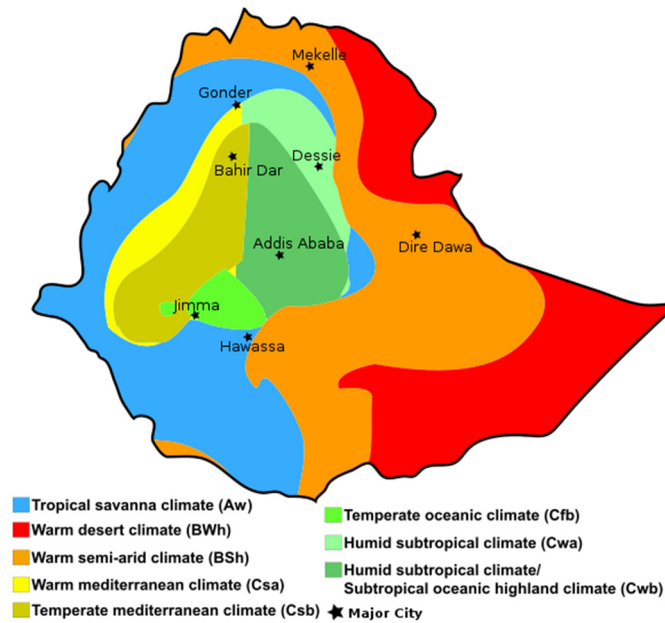 Mekelle
Gonder
Dessie
Bahir Dar
Addis Ababa
Dire Dawa
Jimma
Hawassa
Tropical savanna climate (Aw)
Warm desert climate (BWh)
Warm semi-arid climate (BSh)
Warm mediterranean climate (Csa)
Temperate mediterranean climate (Csb)
Temperate oceanic climate (Cfb)
Humid subtropical climate (Cwa)
Humid subtropical climate/
Subtropical oceanic highland climate (Cwb)
Major City